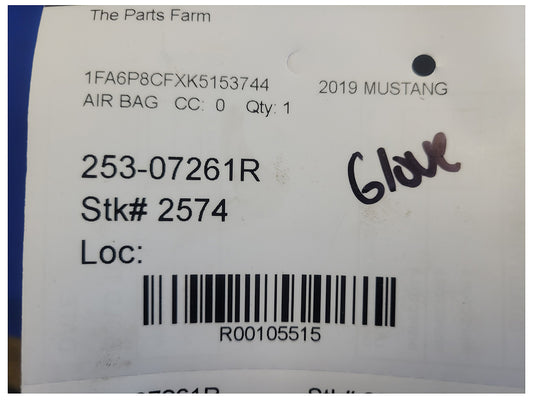 The Parts Farm
1FA6P8CFXK5153744 2019 MUSTANG
AIR BAG CC: 0 Qty: 1
253-07261R
Glove
Stk# 2574
Loc:
R00105515